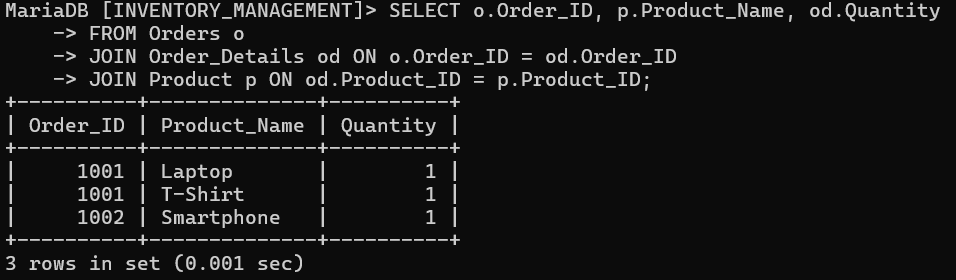 MariaDB [INVENTORY_MANAGEMENT]> SELECT o.Order_ID, p.Product_Name, od.Quantity
    -> FROM Orders o
    -> JOIN Order_Details od ON o.Order_ID = od.Order_ID
    -> JOIN Product p ON od.Product_ID = p.Product_ID;
+----------+--------------+----------+
| Order_ID | Product_Name | Quantity |
+----------+--------------+----------+
|     1001 | Laptop       |        1 |
|     1001 | T-Shirt      |        1 |
|     1002 | Smartphone   |        1 |
+----------+--------------+----------+
3 rows in set (0.001 sec)